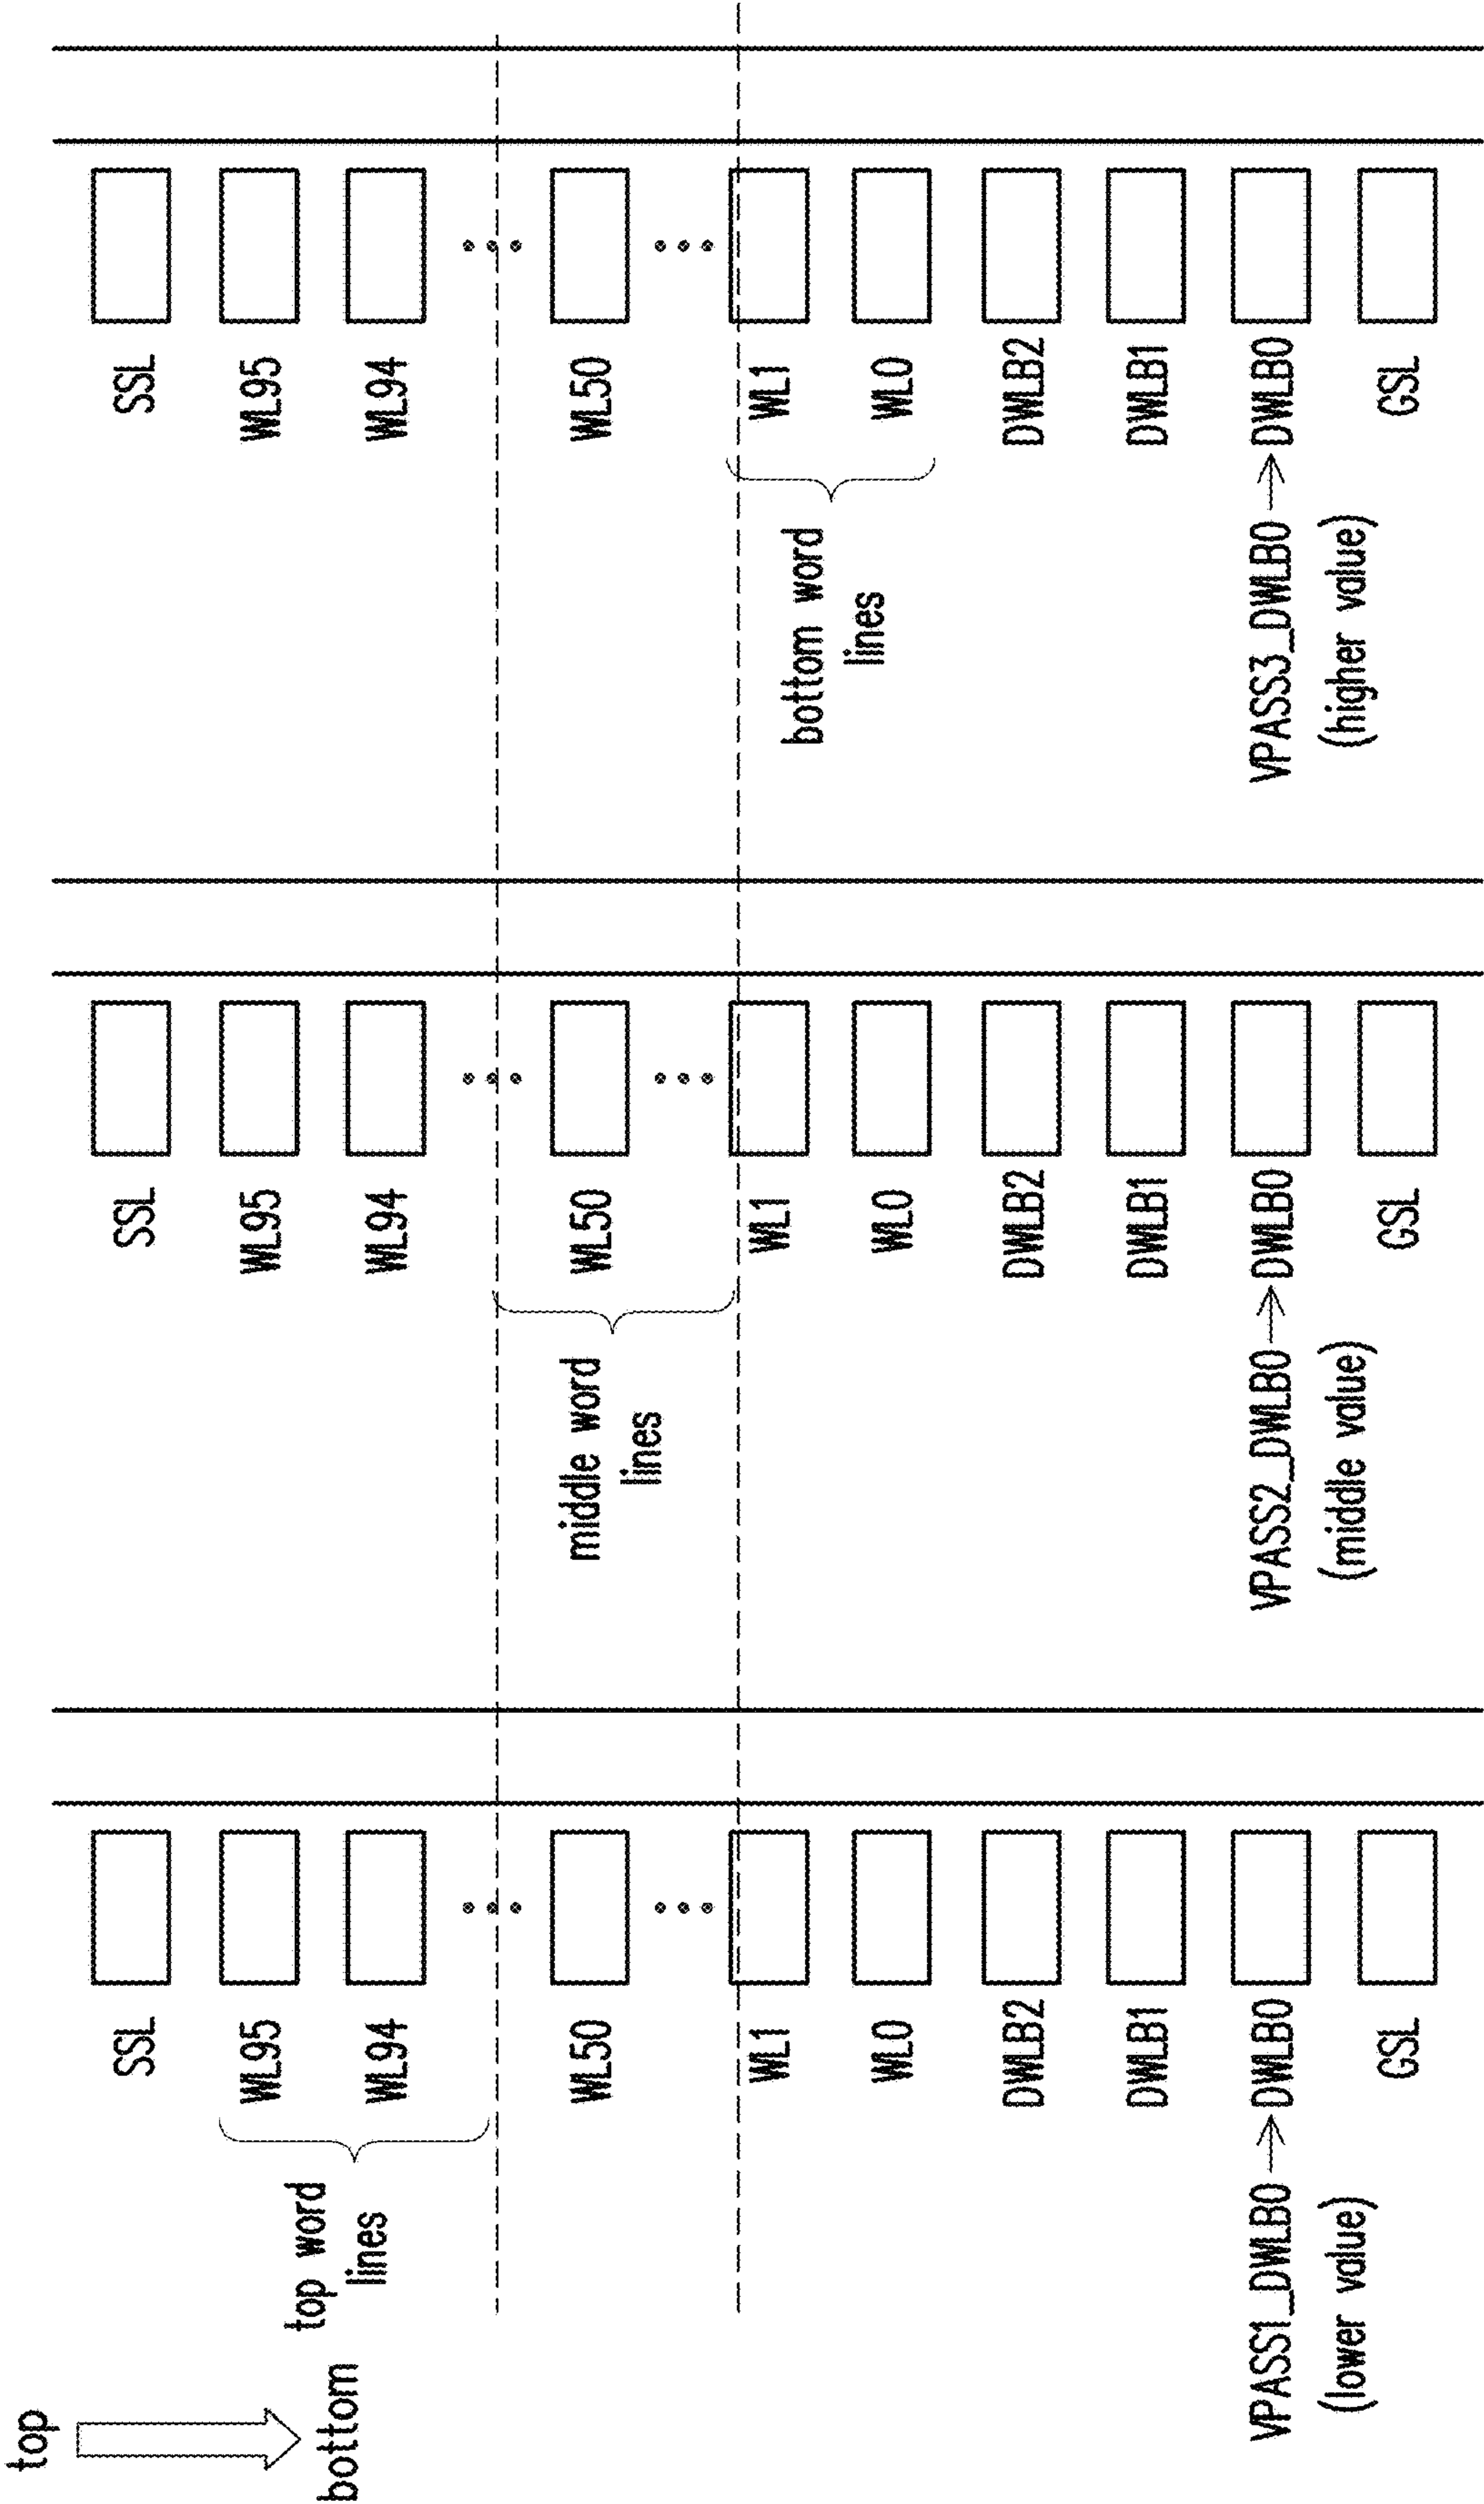 top
bottom
SSL
WL95
WL94
top word
lines
WL50
WL1
WL0
DWLB2
DWLB1
VPASS1_DWLB0
DWLB0
(lower value)
GSL
SSL
WL95
WL94
WL50
middle word
lines
WL1
WL0
DWLB2
DWLB1
VPASS2_DWLB0
DWLB0
(middle value)
GSL
SSL
WL95
WL94
WL50
WL1
WL0
bottom word
lines
DWLB2
DWLB1
VPASS3_DWLB0
DWLB0
(higher value)
GSL